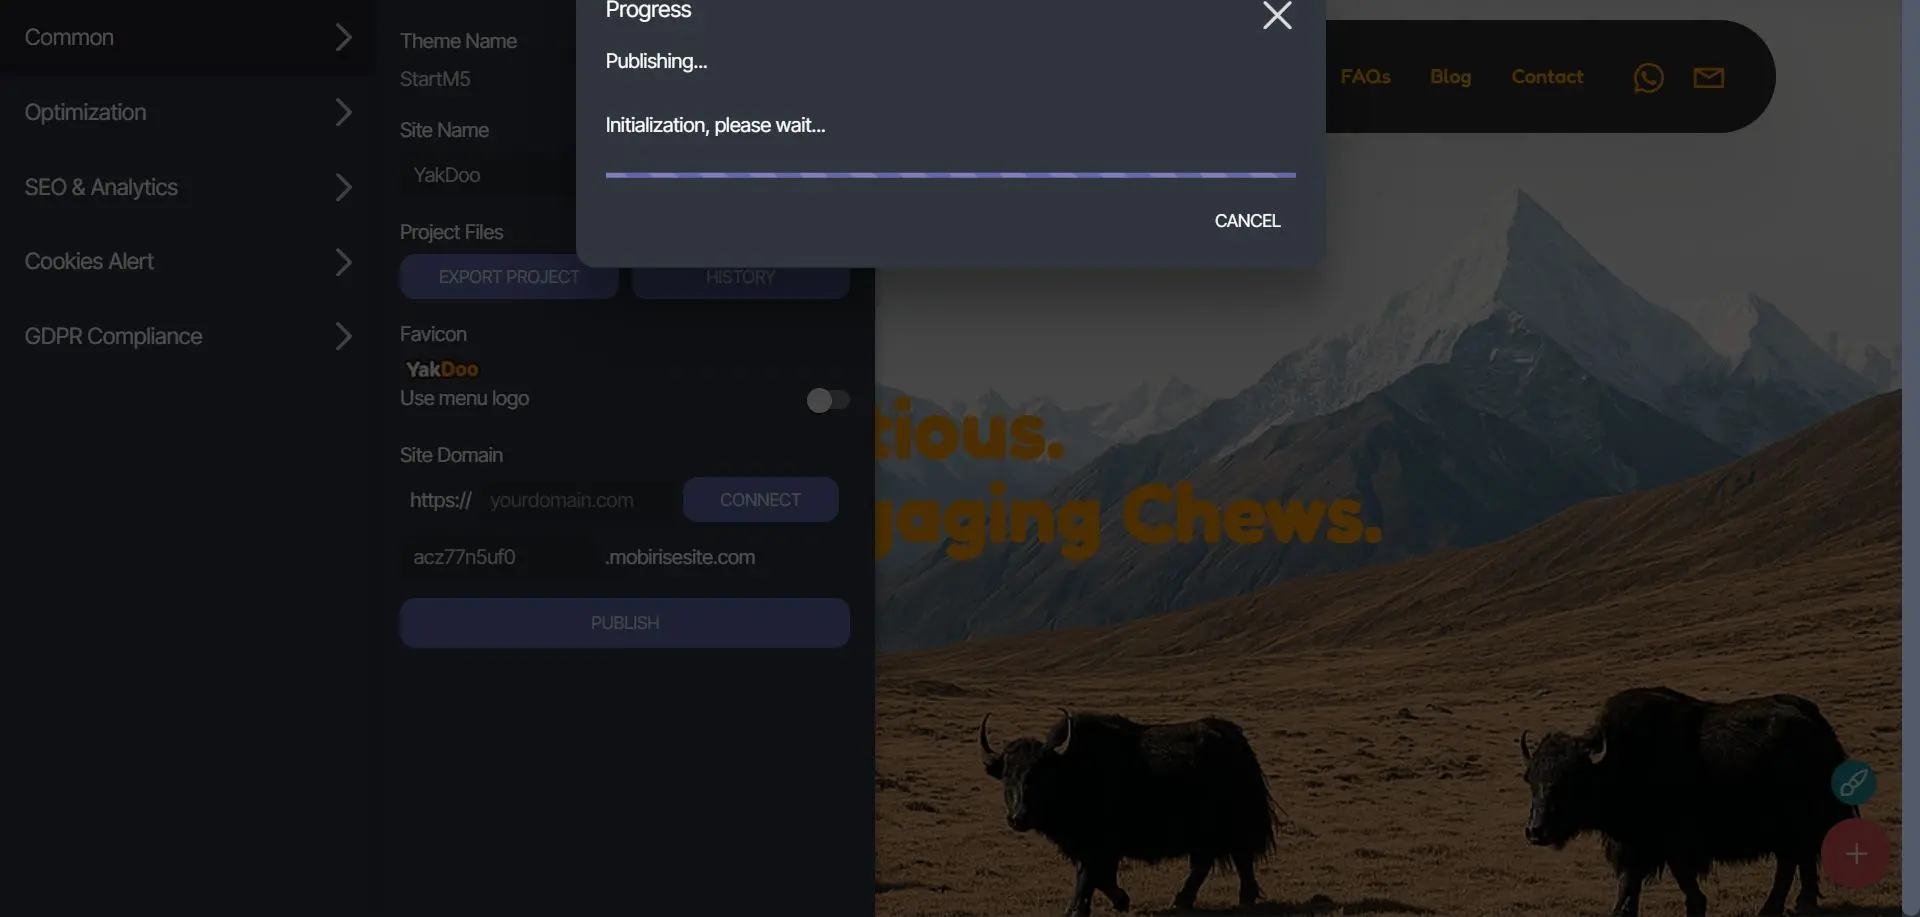 Common
Optimization
SEO & Analytics
Cookies Alert
GDPR Compliance
Theme Name
StartM5
Site Name
YakDoo
Project Files
EXPORT PROJECT
HISTORY
Favicon
YakDoo
Use menu logo
Site Domain
https://
yourdomain.com
CONNECT
acz77n5uf0
.mobirisesite.com
PUBLISH
Progress
Publishing...
Initialization, please wait...
CANCEL
FAQs
Blog
Contact
Chews.